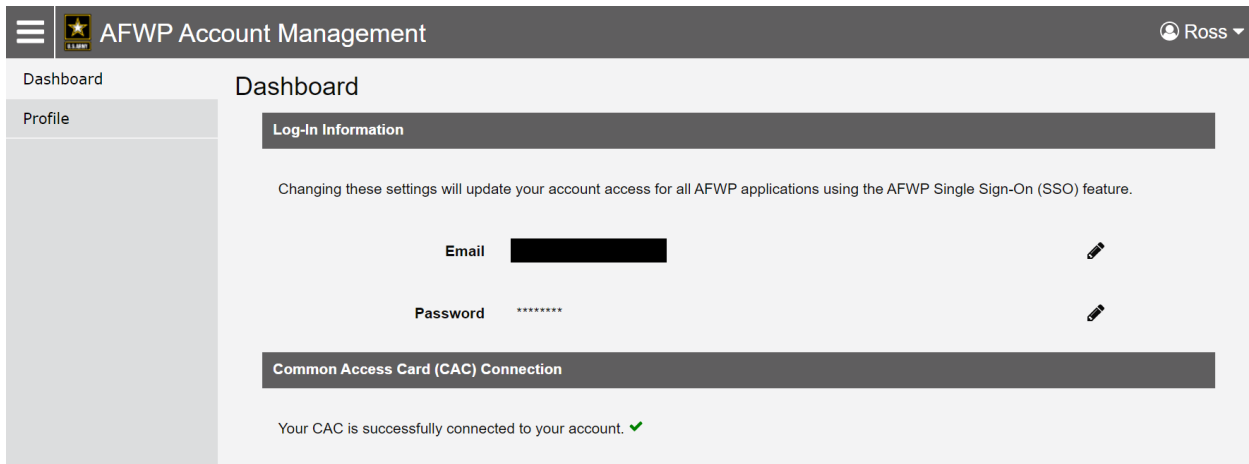 AFWP Account Management
Ross
Dashboard
Profile
Dashboard
Log-In Information
Changing these settings will update your account access for all AFWP applications using the AFWP Single Sign-On (SSO) feature.
Email
Password ********
Common Access Card (CAC) Connection
Your CAC is successfully connected to your account.